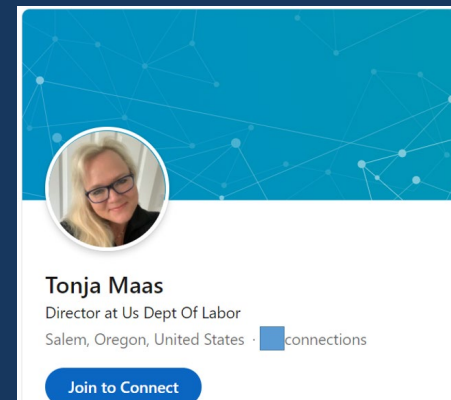 Tonja Maas
Director at Us Dept Of Labor
Salem, Oregon, United States · connections
Join to Connect